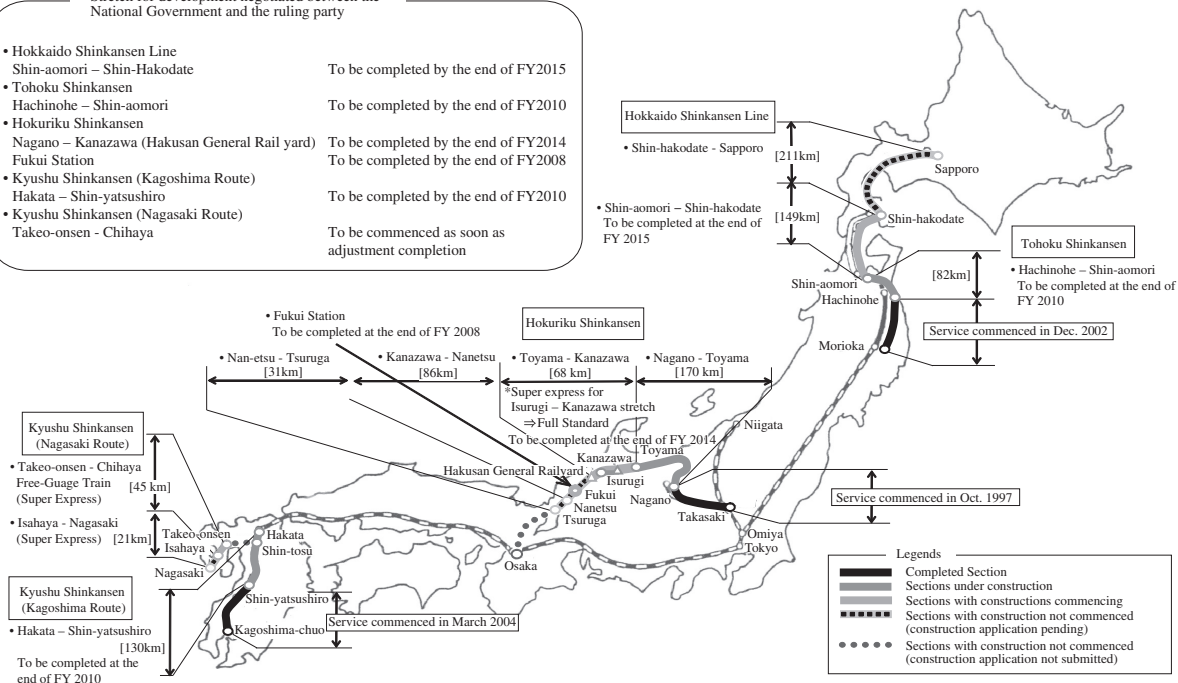 Stretch for development negotiated between the
National Government and the ruling party
• Hokkaido Shinkansen Line
Shin-aomori – Shin-Hakodate To be completed by the end of FY2015
• Tohoku Shinkansen
Hachinohe – Shin-aomori To be completed by the end of FY2010
• Hokuriku Shinkansen
Nagano – Kanazawa (Hakusan General Rail yard) To be completed by the end of FY2014
Fukui Station To be completed by the end of FY2008
• Kyushu Shinkansen (Kagoshima Route)
Hakata – Shin-yatsushiro To be completed by the end of FY2010
• Kyushu Shinkansen (Nagasaki Route)
Takeo-onsen - Chihaya To be commenced as soon as
adjustment completion
Hokkaido Shinkansen Line
• Shin-hakodate - Sapporo
[211km]
Sapporo
• Shin-aomori – Shin-hakodate
To be completed at the end of
FY 2015
[149km]
Shin-hakodate
Tohoku Shinkansen
• Hachinohe – Shin-aomori
To be completed at the end of
FY 2010
[82km]
Shin-aomori
Hachinohe
Service commenced in Dec. 2002
Morioka
• Fukui Station
To be completed at the end of FY 2008
Hokuriku Shinkansen
• Nan-etsu - Tsuruga
[31km]
• Kanazawa - Nanetsu
[86km]
• Toyama - Kanazawa
[68 km]
• Nagano - Toyama
[170 km]
*Super express for
Isurugi – Kanazawa stretch
⇒Full Standard
To be completed at the end of FY 2014
Niigata
Kanazawa
Toyama
Hakusan General Railyard
Isurugi
Fukui
Nanetsu
Tsuruga
Nagano
Takasaki
Service commenced in Oct. 1997
Omiya
Tokyo
Osaka
Kyushu Shinkansen
(Nagasaki Route)
• Takeo-onsen - Chihaya
Free-Guage Train
(Super Express)
[45 km]
• Isahaya - Nagasaki
(Super Express)
[21km]
Takeo-onsen
Isahaya
Nagasaki
Hakata
Shin-tosu
Kyushu Shinkansen
(Kagoshima Route)
• Hakata – Shin-yatsushiro
[130km]
To be completed at the
end of FY 2010
Shin-yatsushiro
Kagoshima-chuo
Service commenced in March 2004
Legends
Completed Section
Sections under construction
Sections with constructions commencing
Sections with construction not commenced
(construction application pending)
Sections with construction not commenced
(construction application not submitted)